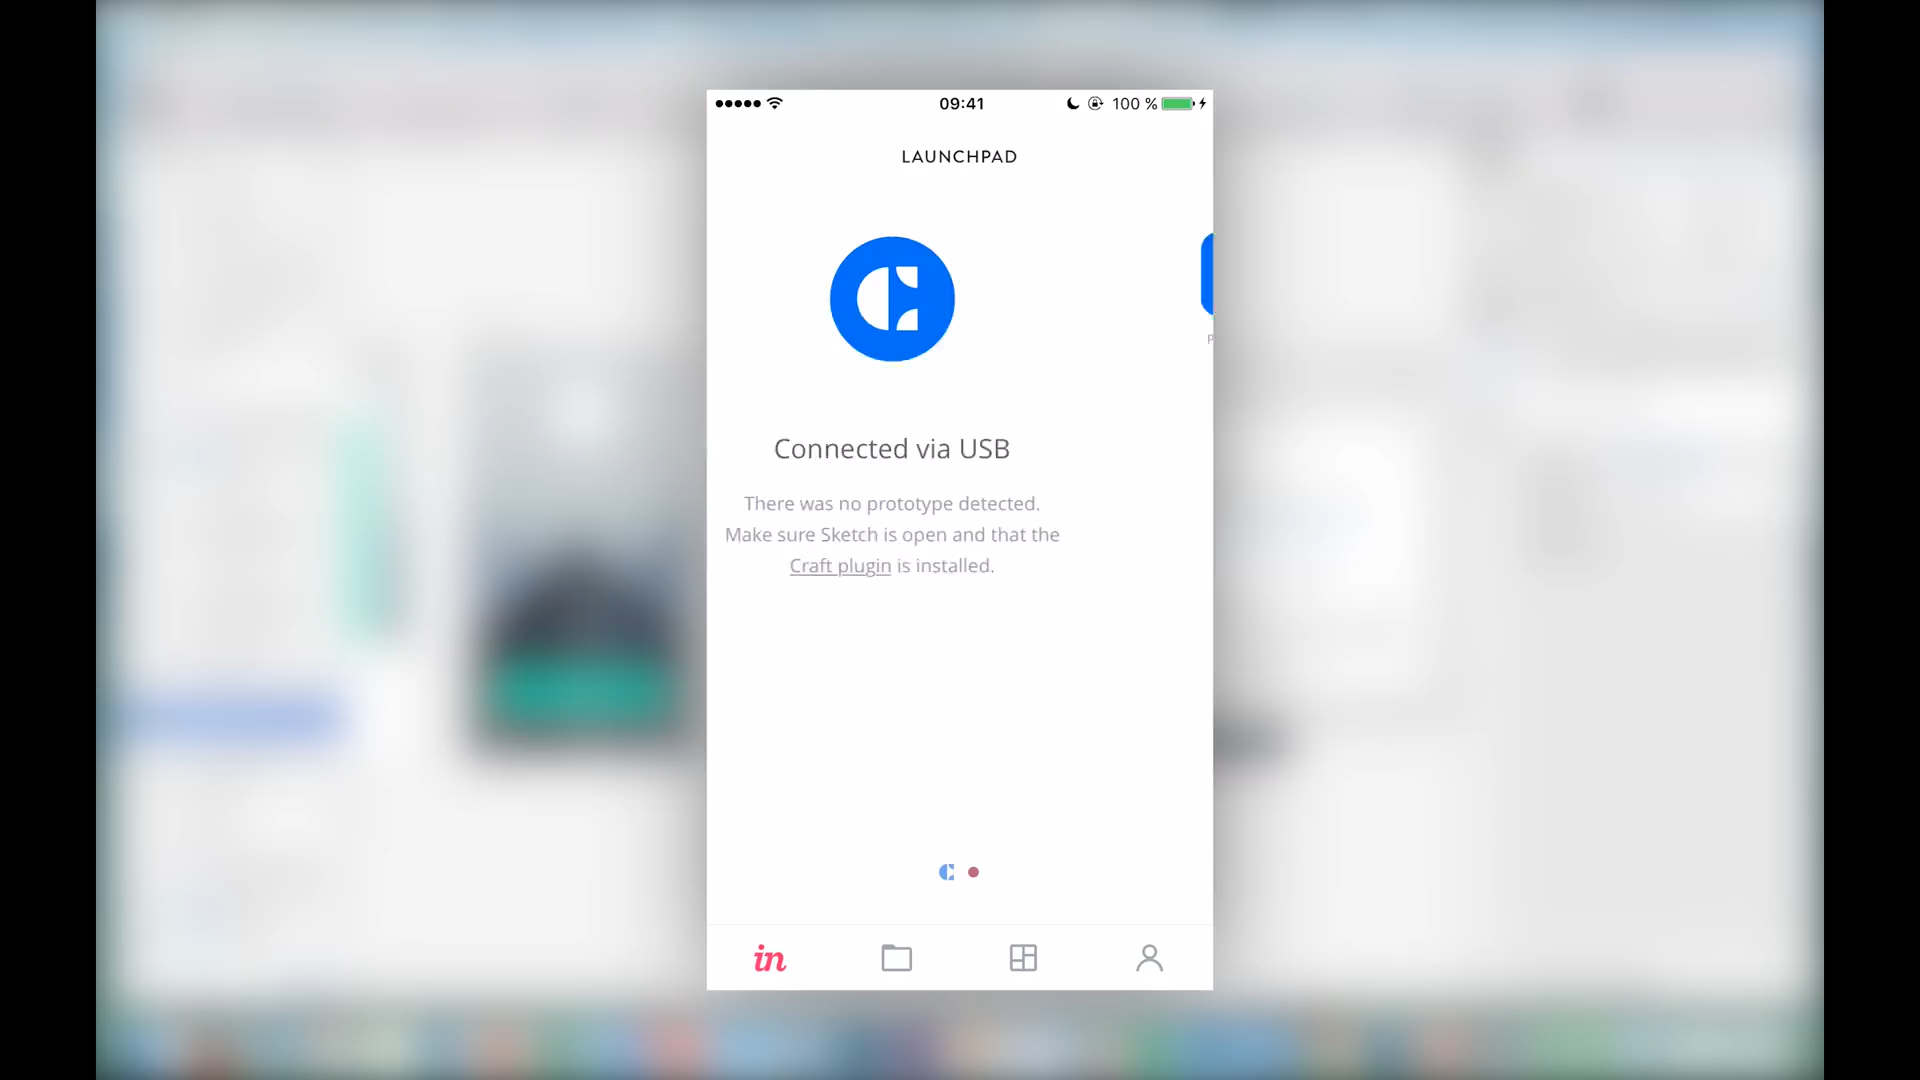 09:41
100 %
LAUNCHPAD
P
Connected via USB
There was no prototype detected.
Make sure Sketch is open and that the
Craft plugin is installed.
in